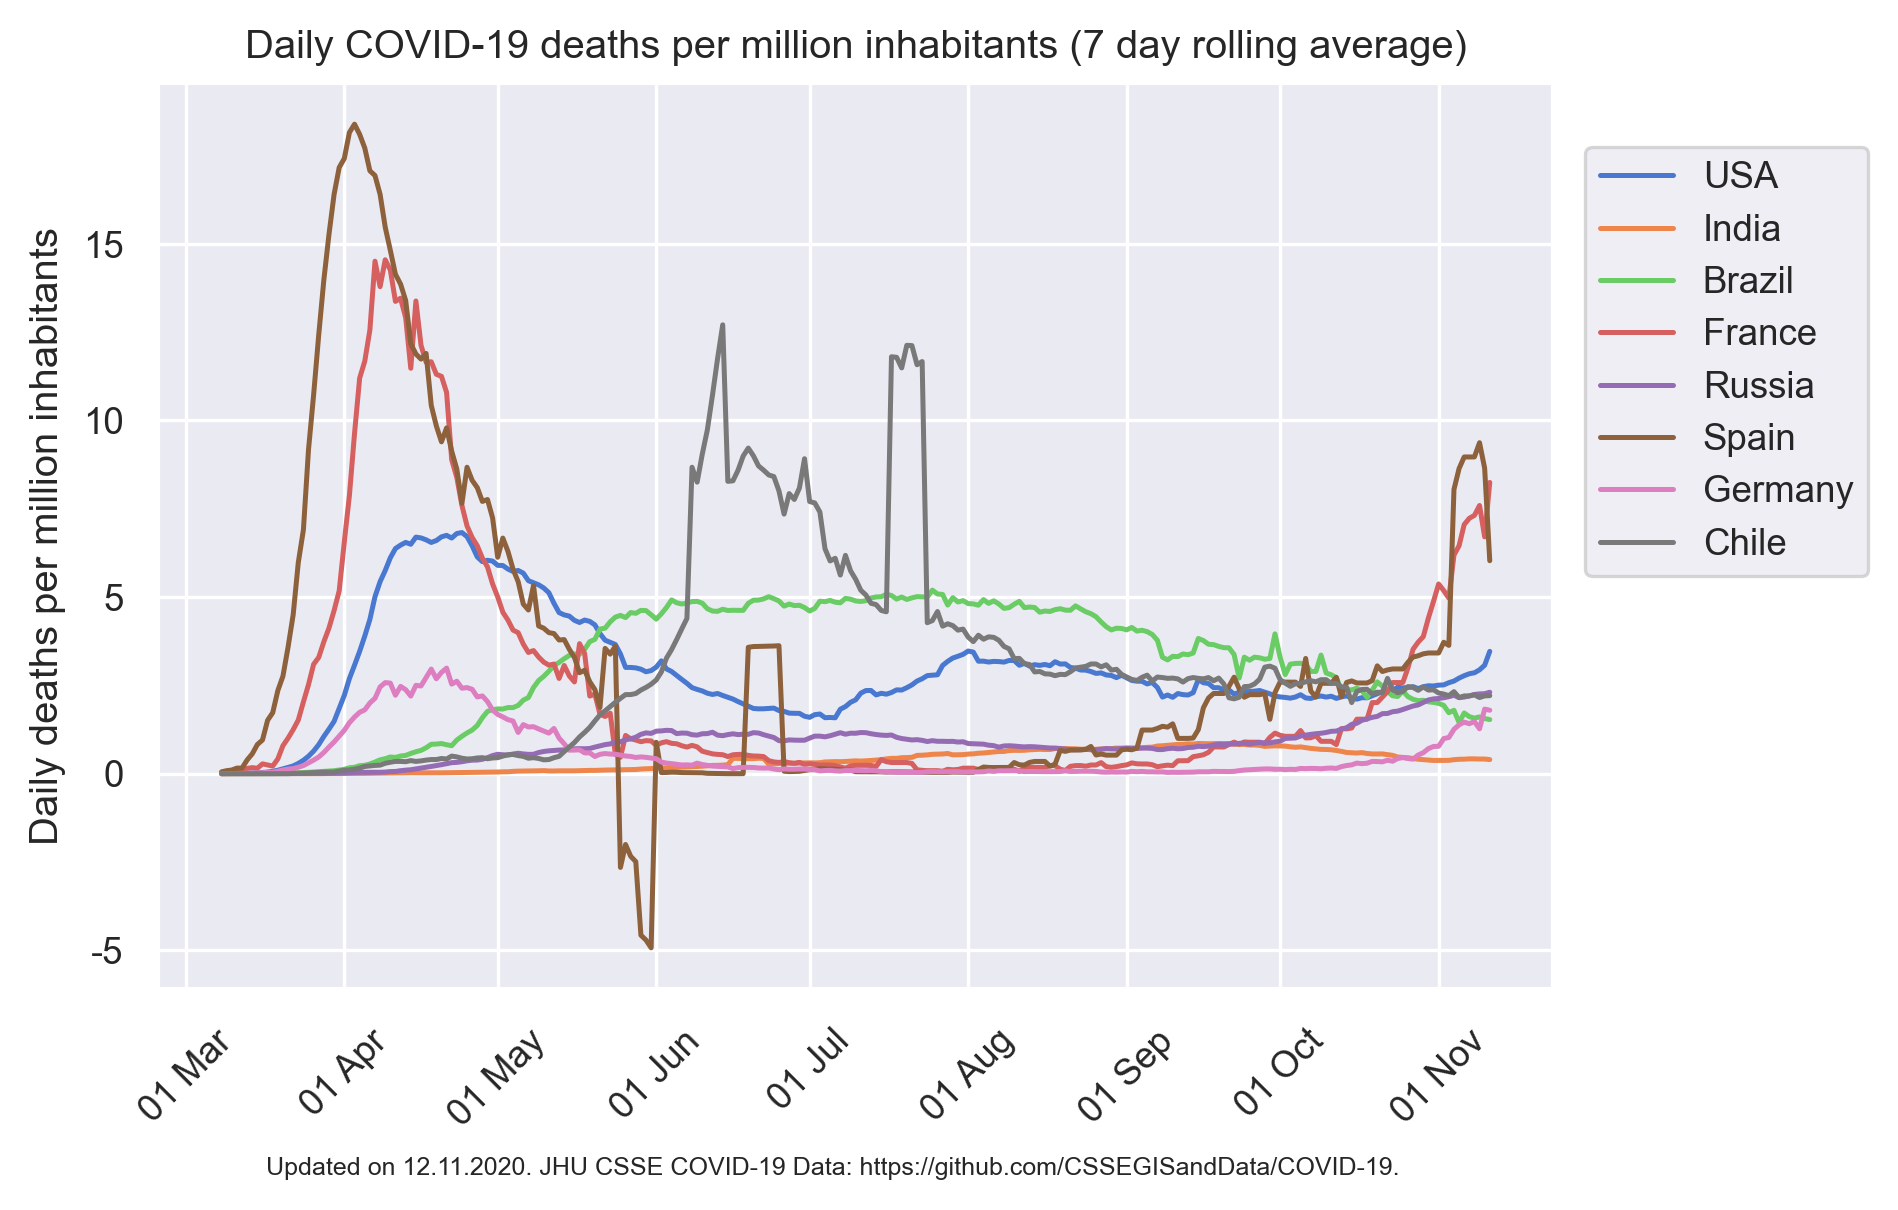 Daily COVID-19 deaths per million inhabitants (7 day rolling average)
Daily deaths per million inhabitants
15
10
5
0
-5
01 Mar
01 Apr
01 May
01 Jun
01 Jul
01 Aug
01 Sep
01 Oct
01 Nov
USA
India
Brazil
France
Russia
Spain
Germany
Chile
Updated on 12.11.2020. JHU CSSE COVID-19 Data: https://github.com/CSSEGISandData/COVID-19.